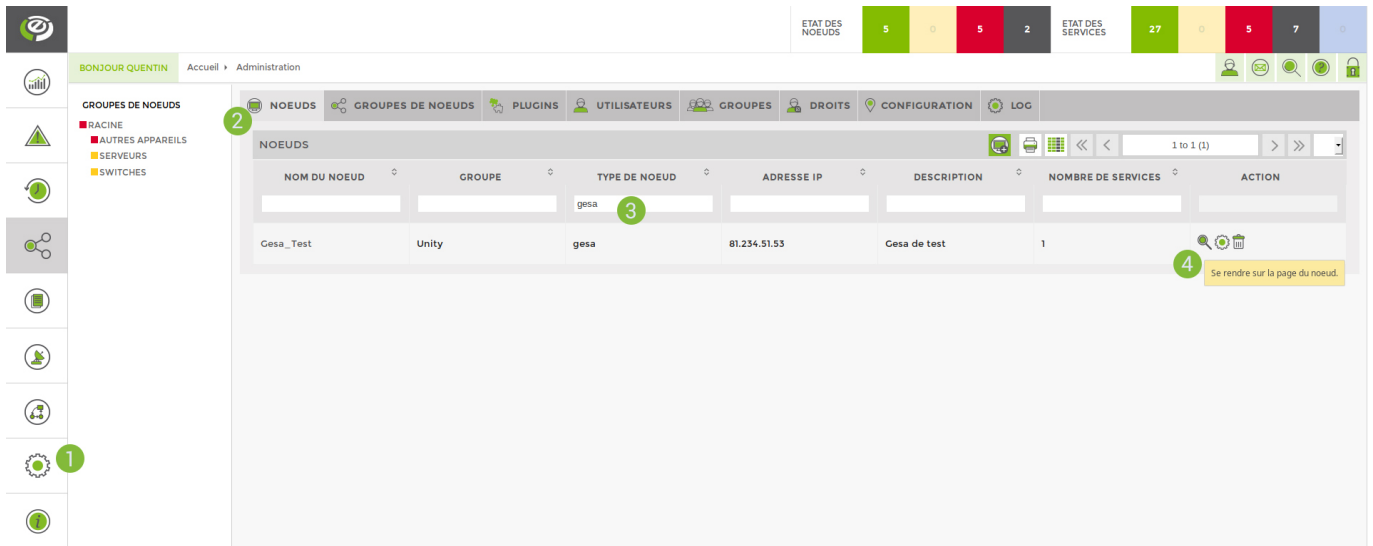 ETAT DES NOEUDS 5 0 5 2 ETAT DES SERVICES 27 0 5 7 0
BONJOUR QUENTIN Accueil Administration
GROUPES DE NOEUDS
RACINE
AUTRES APPAREILS
SERVEURS
SWITCHES
2 NOEUDS GROUPES DE NOEUDS PLUGINS UTILISATEURS GROUPES DROITS CONFIGURATION LOG
NOEUDS 1 to 1 (1)
NOM DU NOEUD GROUPE TYPE DE NOEUD ADRESSE IP DESCRIPTION NOMBRE DE SERVICES ACTION
gesa 3
Gesa_Test Unity gesa 81.234.51.53 Gesa de test 1
4 Se rendre sur la page du noeud.
1